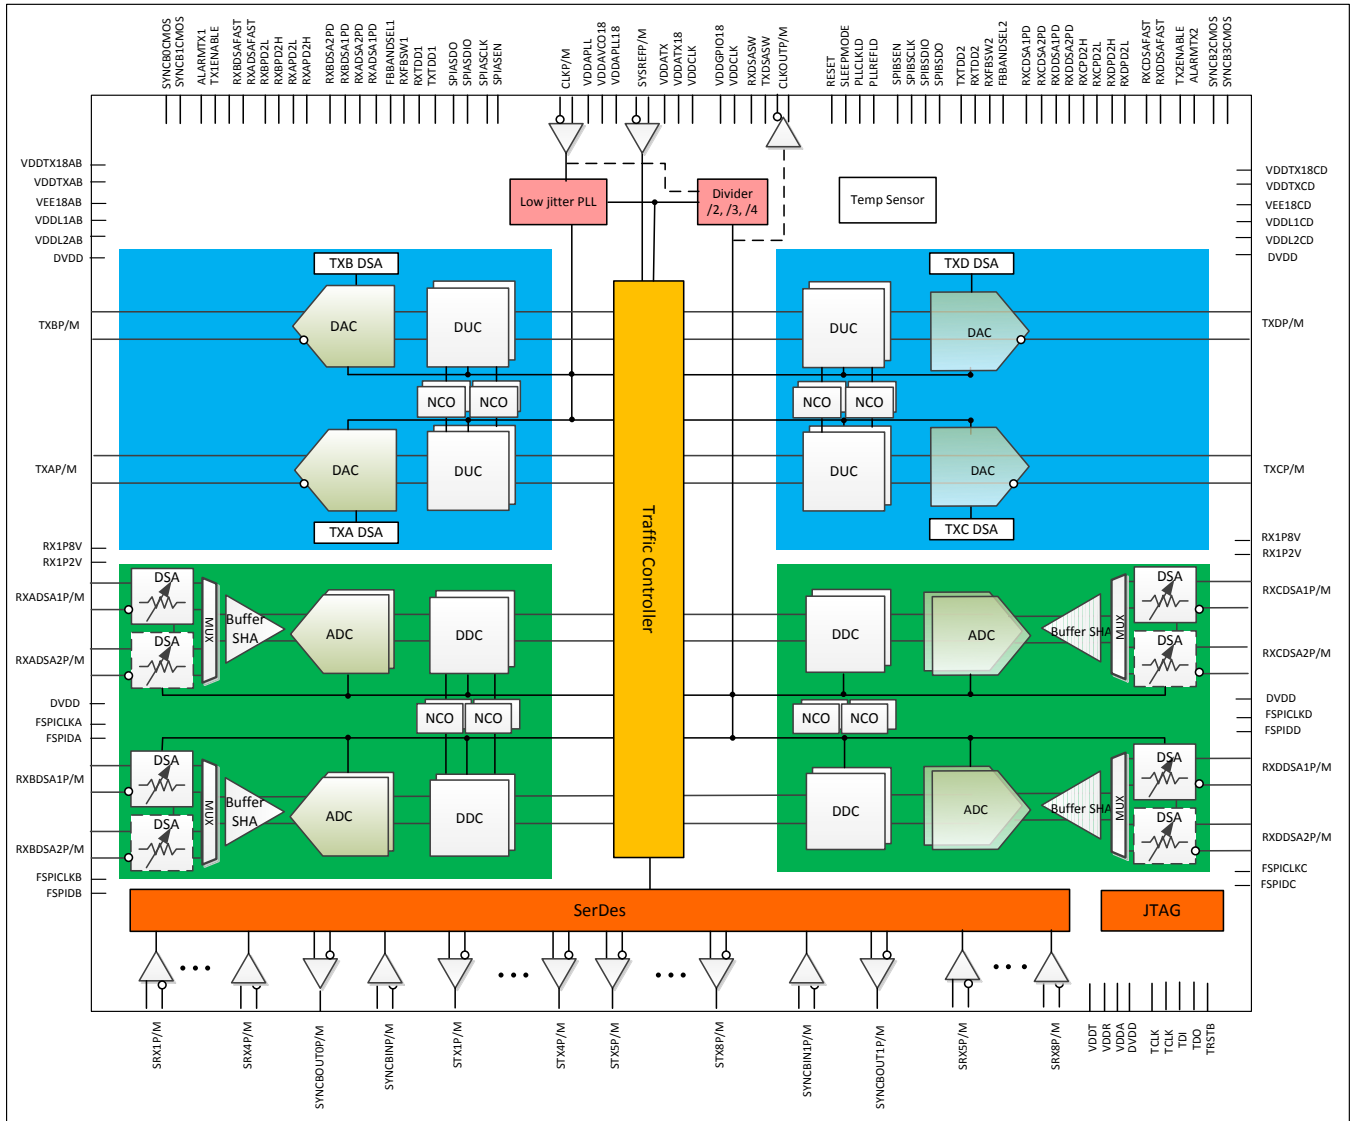 SYNCB0CMOS
SYNCB1CMOS
ALARMTX1
TX1ENABLE
RXBDSAFAST
RXADSAFAST
RXBPD2L
RXBPD2H
RXAPD2L
RXAPD2H
RXBDSA2PD
RXBDSA1PD
RXADSA2PD
RXADSA1PD
FBBANDSEL1
RXFBSW1
RXTDD1
TXTDD1
SPIASDO
SPIASDIO
SPIASCLK
SPIASEN
CLKP/M
VDDAPLL
VDDAVCO18
VDDAPLL18
SYSREFP/M
VDDATX
VDDATX18
VDDCLK
VDDGPIO18
VDDCLK
RXDSASW
TXDSASW
CLKOUTP/M
RESET
SLEEPMODE
PLLCLKLD
PLLREFLD
SPIBSEN
SPIBSCLK
SPIBSDIO
SPIBSDO
TXTDD2
RXTDD2
RXFBSW2
FBBANDSEL2
RXCDSA1PD
RXCDSA2PD
RXDDSA1PD
RXDDSA2PD
RXCPD2H
RXCPD2L
RXDPD2H
RXDPD2L
RXCDSAFAST
RXDDSAFAST
TX2ENABLE
ALARMTX2
SYNCB2CMOS
SYNCB3CMOS
VDDTX18AB
VDDTXAB
VEE18AB
VDDL1AB
VDDL2AB
DVDD
Low jitter PLL
Divider
/2, /3, /4
Temp Sensor
VDDTX18CD
VDDTXCD
VEE18CD
VDDL1CD
VDDL2CD
DVDD
TXB DSA
TXD DSA
TXBP/M
DAC
DUC
DUC
DAC
TXDP/M
NCO
NCO
NCO
NCO
TXAP/M
DAC
DUC
DUC
DAC
TXCP/M
TXA DSA
TXC DSA
Traffic Controller
RX1P8V
RX1P2V
RX1P8V
RX1P2V
RXADSA1P/M
DSA
MUX
Buffer
SHA
ADC
DDC
DDC
ADC
Buffer SHA
MUX
DSA
RXCDSA1P/M
RXADSA2P/M
DSA
DSA
RXCDSA2P/M
DVDD
FSPICLKA
FSPIDA
NCO
NCO
NCO
NCO
DVDD
FSPICLKD
FSPIDD
RXBDSA1P/M
DSA
MUX
Buffer
SHA
ADC
DDC
DDC
ADC
Buffer SHA
MUX
DSA
RXDDSA1P/M
RXBDSA2P/M
DSA
DSA
RXDDSA2P/M
FSPICLKB
FSPIDB
FSPICLKC
FSPIDC
SerDes
JTAG
SRX1P/M
SRX4P/M
SYNCBOUT0P/M
SYNCBINP/M
STX1P/M
STX4P/M
STX5P/M
STX8P/M
SYNCBIN1P/M
SYNCBOUT1P/M
SRX5P/M
SRX8P/M
VDDT
VDDR
VDDA
DVDD
TCLK
TCLK
TDI
TDO
TRSTB